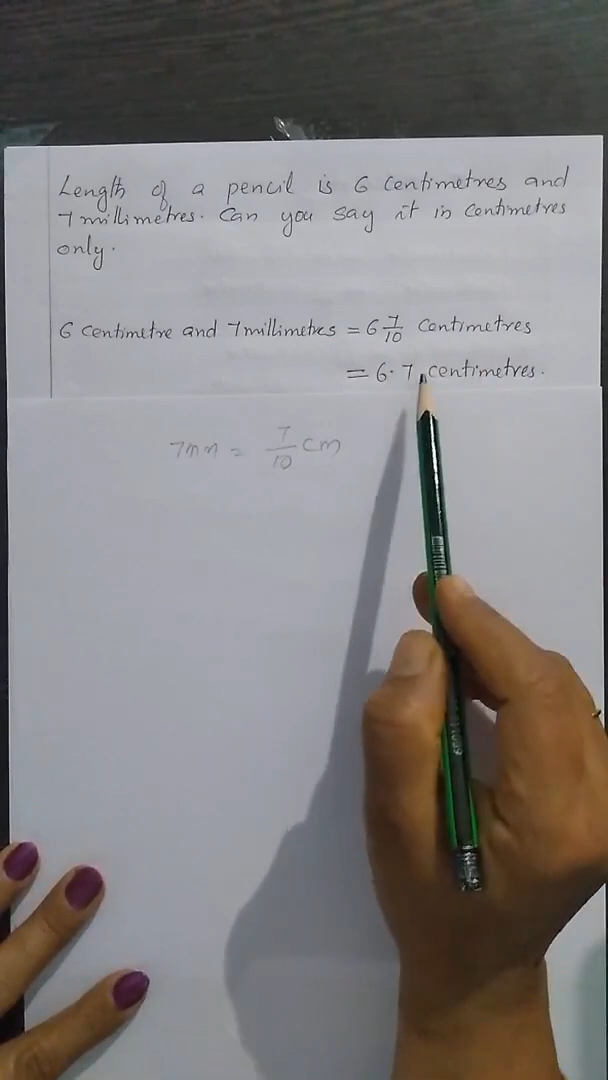 Length of a pencil is 6 Centimetres and
7 millimetres. Can you say it in Centimetres
only.
6 Centimetre and 7 millimetres = 6 7/10 Centimetres
= 6.7 centimetres.
7mm = 7/10 cm